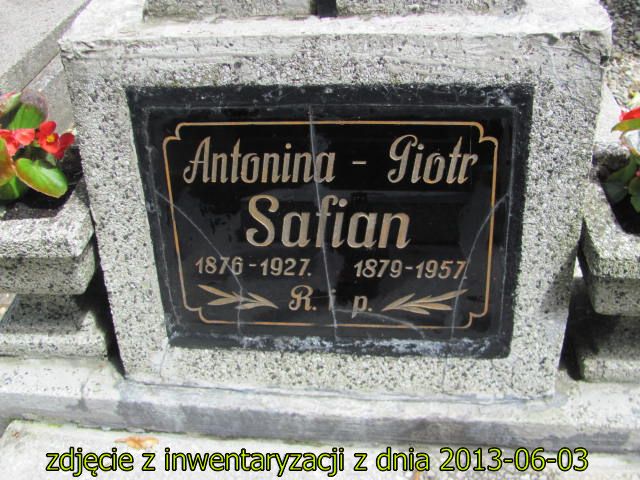 Antonina - Piotr
Safian
1876-1927. 1879-1957.
R. i p.
zdjęcie z inwentaryzacji z dnia 2013-06-03